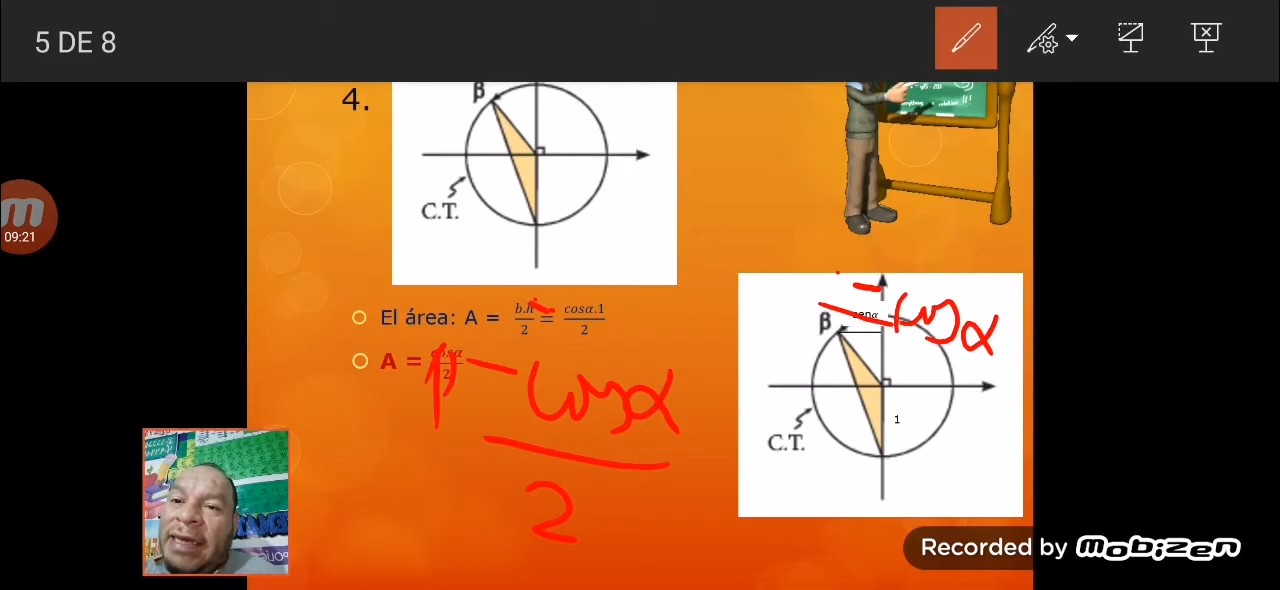 5 DE 8
4.
β
C.T.
m
09:21
El área: A = b.h/2 = cosα.1/2
A = cosα/2
- Cosα
2
- Cosα
β
senα
1
C.T.
Recorded by mobizen